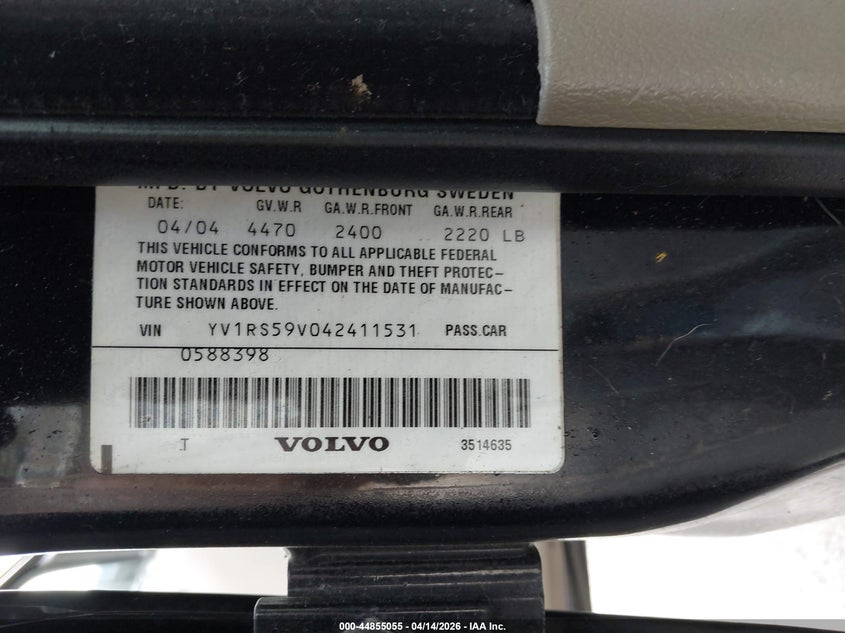 MFD. BY VOLVO GOTHENBURG SWEDEN
DATE: GV.W.R GA.W.R.FRONT GA.W.R.REAR
04/04 4470 2400 2220 LB
THIS VEHICLE CONFORMS TO ALL APPLICABLE FEDERAL
MOTOR VEHICLE SAFETY, BUMPER AND THEFT PROTEC–
TION STANDARDS IN EFFECT ON THE DATE OF MANUFAC–
TURE SHOWN ABOVE.
VIN YV1RS59V042411531 PASS.CAR
0588398
T VOLVO 3514635
000-44855055 - 04/14/2026 - IAA Inc.